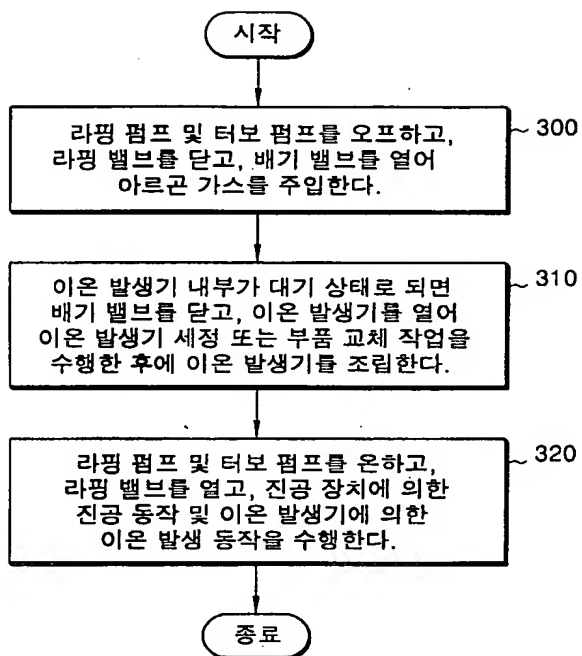 시작
라핑 펌프 및 터보 펌프를 오프하고,
라핑 밸브를 닫고, 배기 밸브를 열어
아르곤 가스를 주입한다.
300
이온 발생기 내부가 대기 상태로 되면
배기 밸브를 닫고, 이온 발생기를 열어
이온 발생기 세정 또는 부품 교체 작업을
수행한 후에 이온 발생기를 조립한다.
310
라핑 펌프 및 터보 펌프를 온하고,
라핑 밸브를 열고, 진공 장치에 의한
진공 동작 및 이온 발생기에 의한
이온 발생 동작을 수행한다.
320
종료